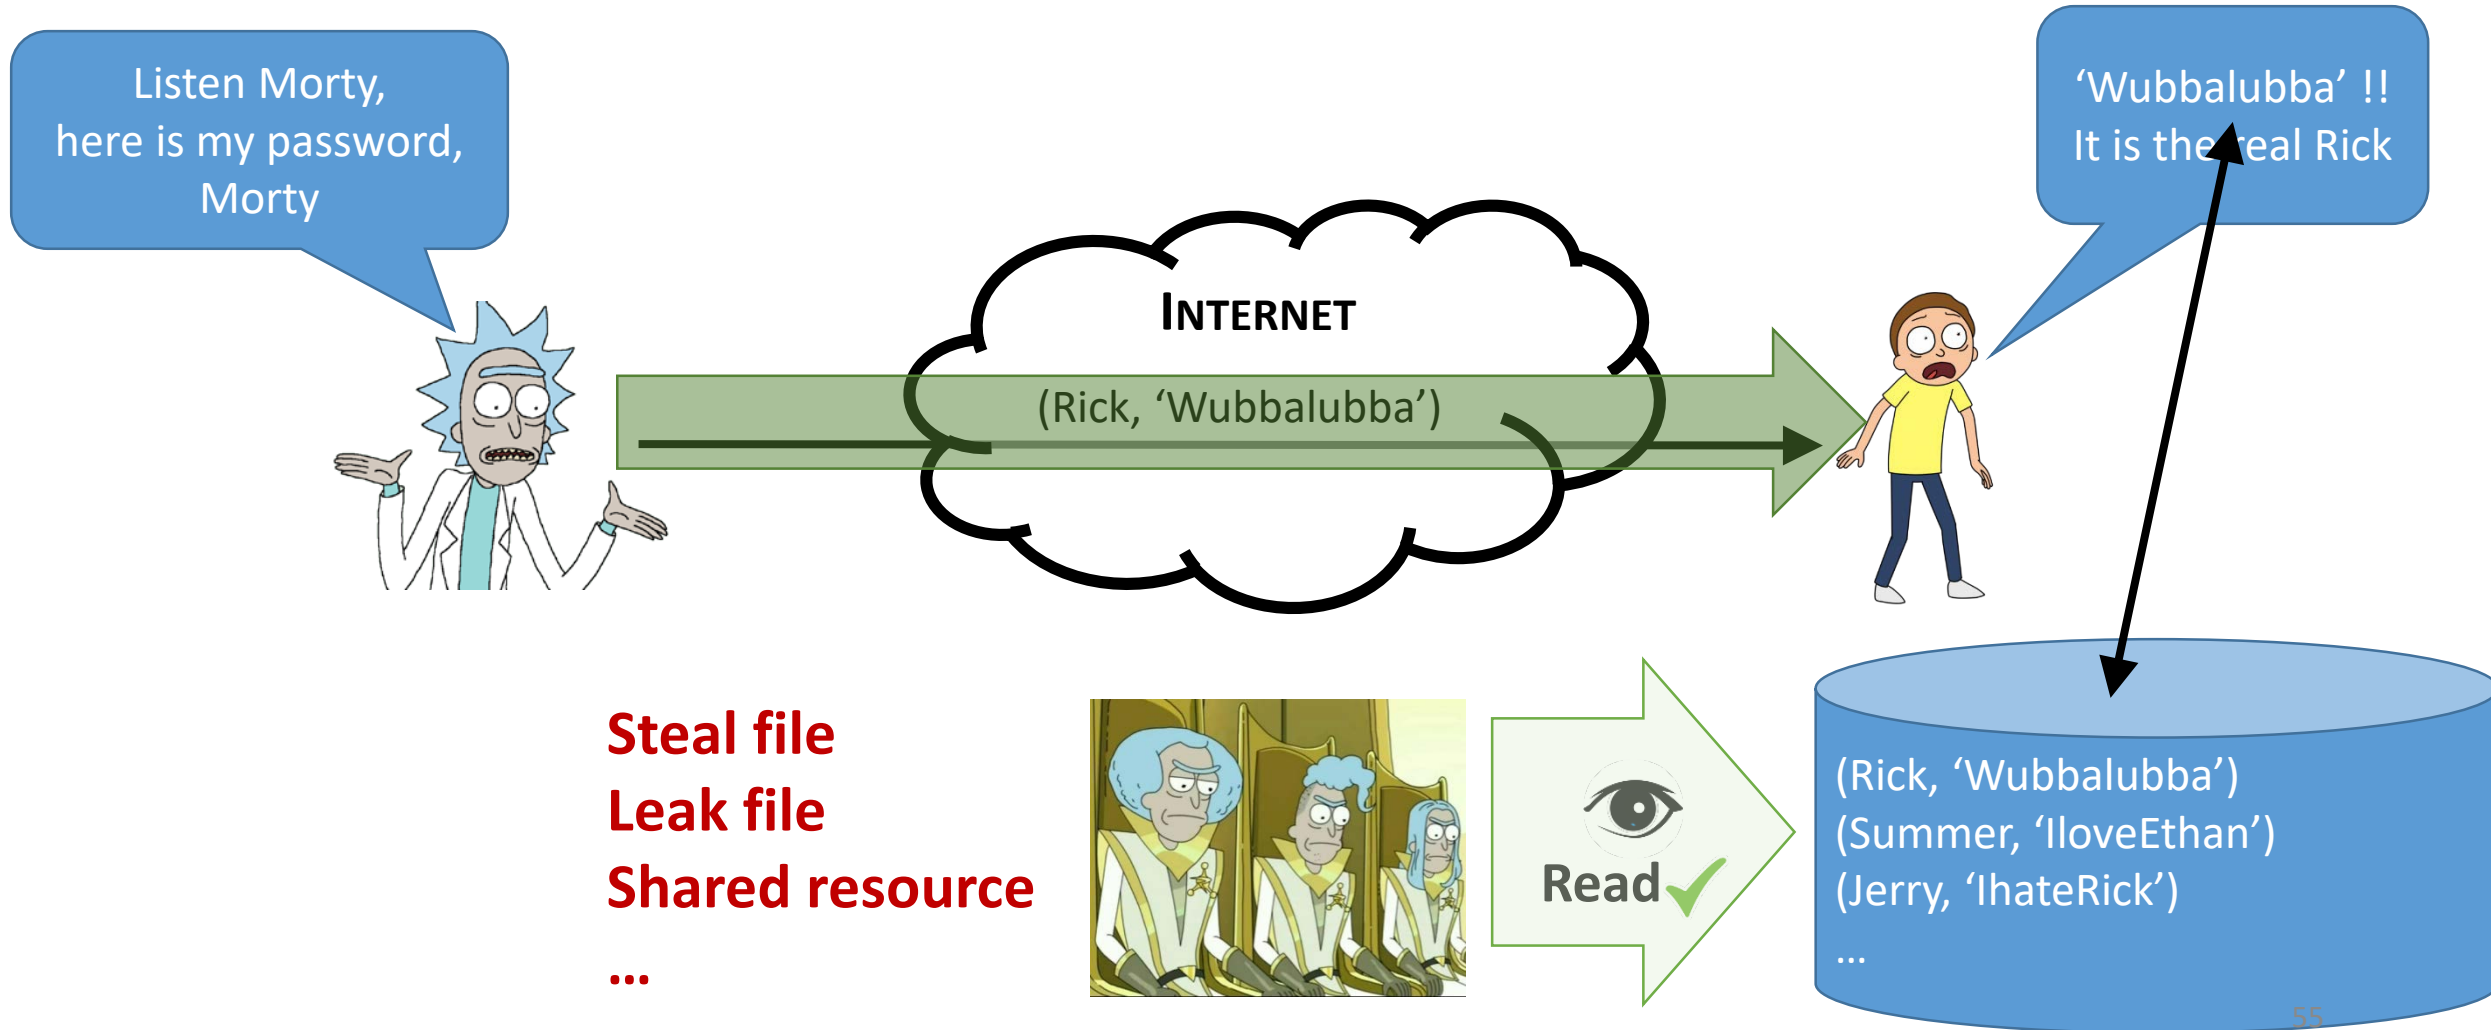 Listen Morty,
here is my password,
Morty
‘Wubbalubba’ !!
It is the real Rick
INTERNET
(Rick, ‘Wubbalubba’)
Steal file
Leak file
Shared resource
...
Read
(Rick, ‘Wubbalubba’)
(Summer, ‘IloveEthan’)
(Jerry, ‘IhateRick’)
...
55